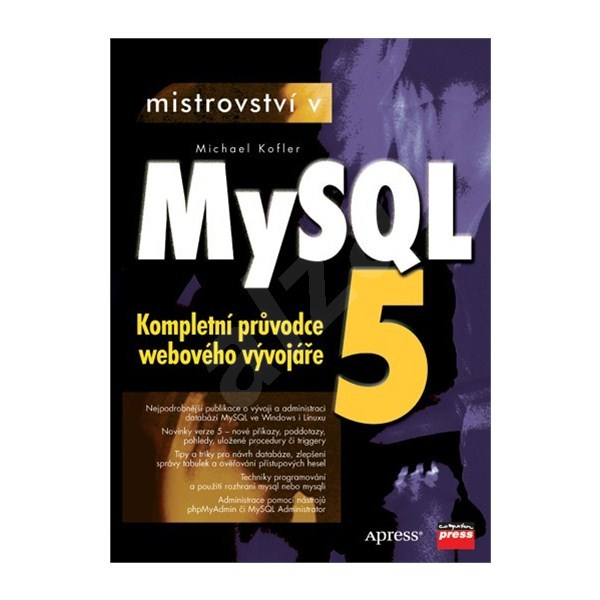 mistrovství v
Michael Kofler
MySQL
5
Kompletní průvodce
webového vývojáře
Nejpodrobnější publikace o vývoji a administraci
databází MySQL ve Windows i Linuxu
Novinky verze 5 – nové příkazy, poddotazy,
pohledy, uložené procedury či triggery
Tipy a triky pro návrh databáze, zlepšení
správy tabulek a ověřování přístupových hesel
Techniky programování
a použití rozhraní mysql nebo mysqli
Administrace pomocí nástrojů
phpMyAdmin či MySQL Administrator
Apress®
computer
press
alza